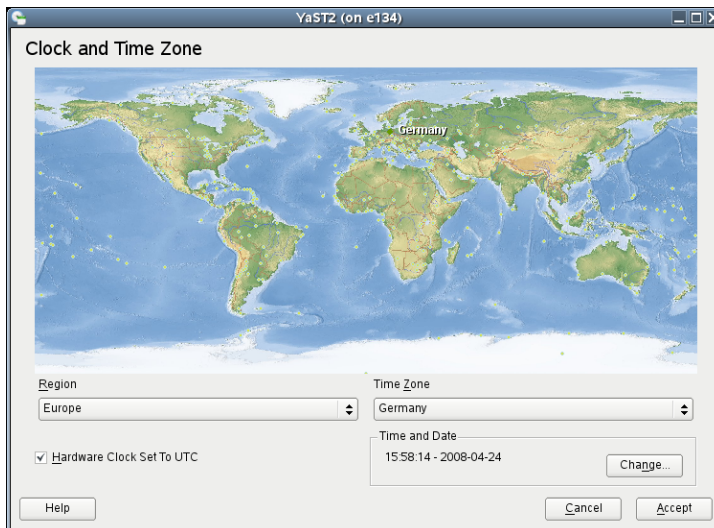 YaST2 (on e134)
Clock and Time Zone
Germany
Region
Time Zone
Europe
Germany
Hardware Clock Set To UTC
Time and Date
15:58:14 - 2008-04-24
Change...
Help
Cancel
Accept